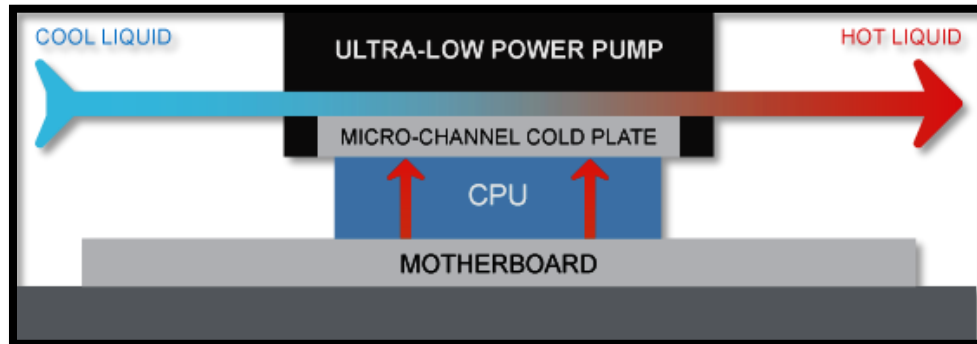 COOL LIQUID
ULTRA-LOW POWER PUMP
HOT LIQUID
MICRO-CHANNEL COLD PLATE
CPU
MOTHERBOARD